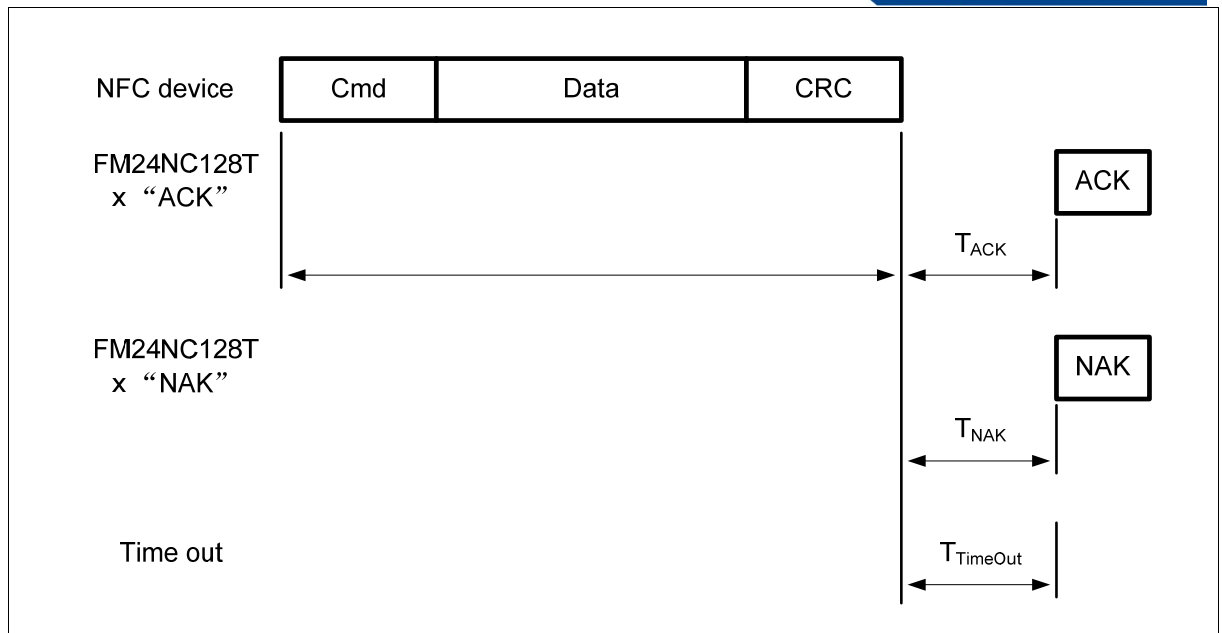 NFC device
Cmd
Data
CRC
FM24NC128T
x “ACK”
ACK
TACK
FM24NC128T
x “NAK”
NAK
TNAK
Time out
TTimeOut